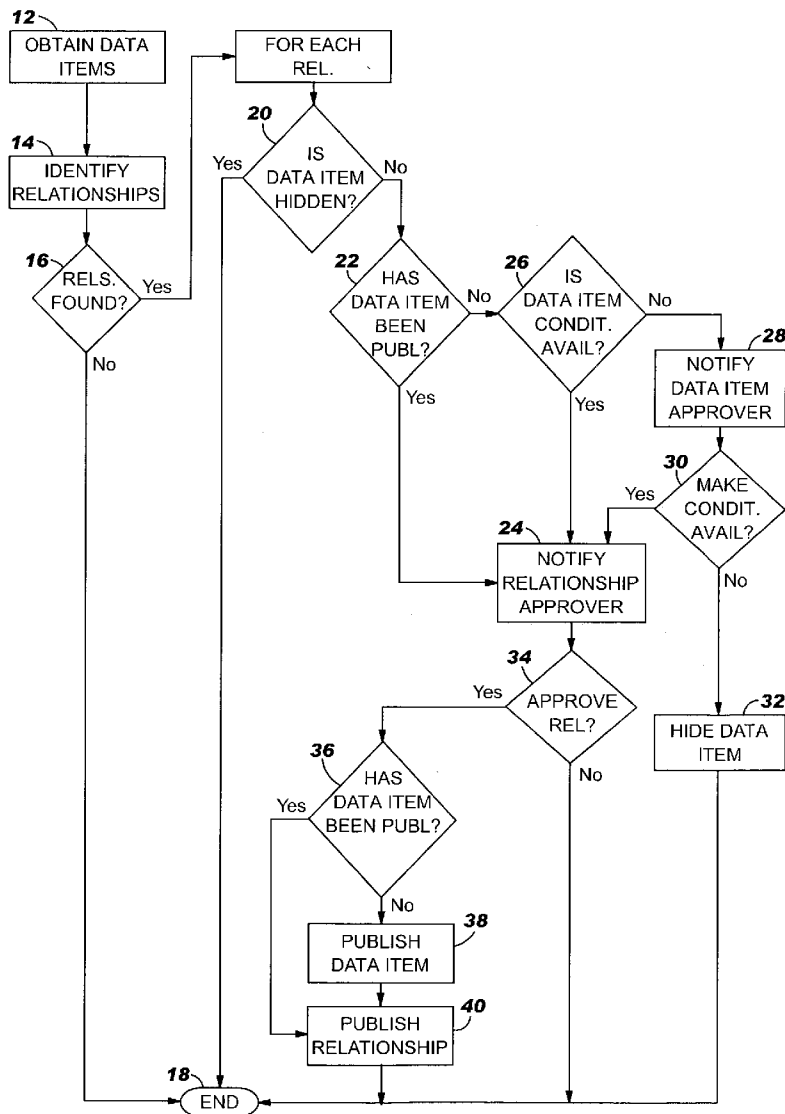 12
OBTAIN DATA
ITEMS
FOR EACH
REL.
14
IDENTIFY
RELATIONSHIPS
20
IS
DATA ITEM
HIDDEN?
Yes
No
16
RELS.
FOUND?
Yes
No
22
HAS
DATA ITEM
BEEN
PUBL?
No
Yes
26
IS
DATA ITEM
CONDIT.
AVAIL?
No
Yes
28
NOTIFY
DATA ITEM
APPROVER
30
MAKE
CONDIT.
AVAIL?
Yes
No
24
NOTIFY
RELATIONSHIP
APPROVER
34
APPROVE
REL?
Yes
No
32
HIDE DATA
ITEM
36
HAS
DATA ITEM
BEEN PUBL?
Yes
No
38
PUBLISH
DATA ITEM
40
PUBLISH
RELATIONSHIP
18
END